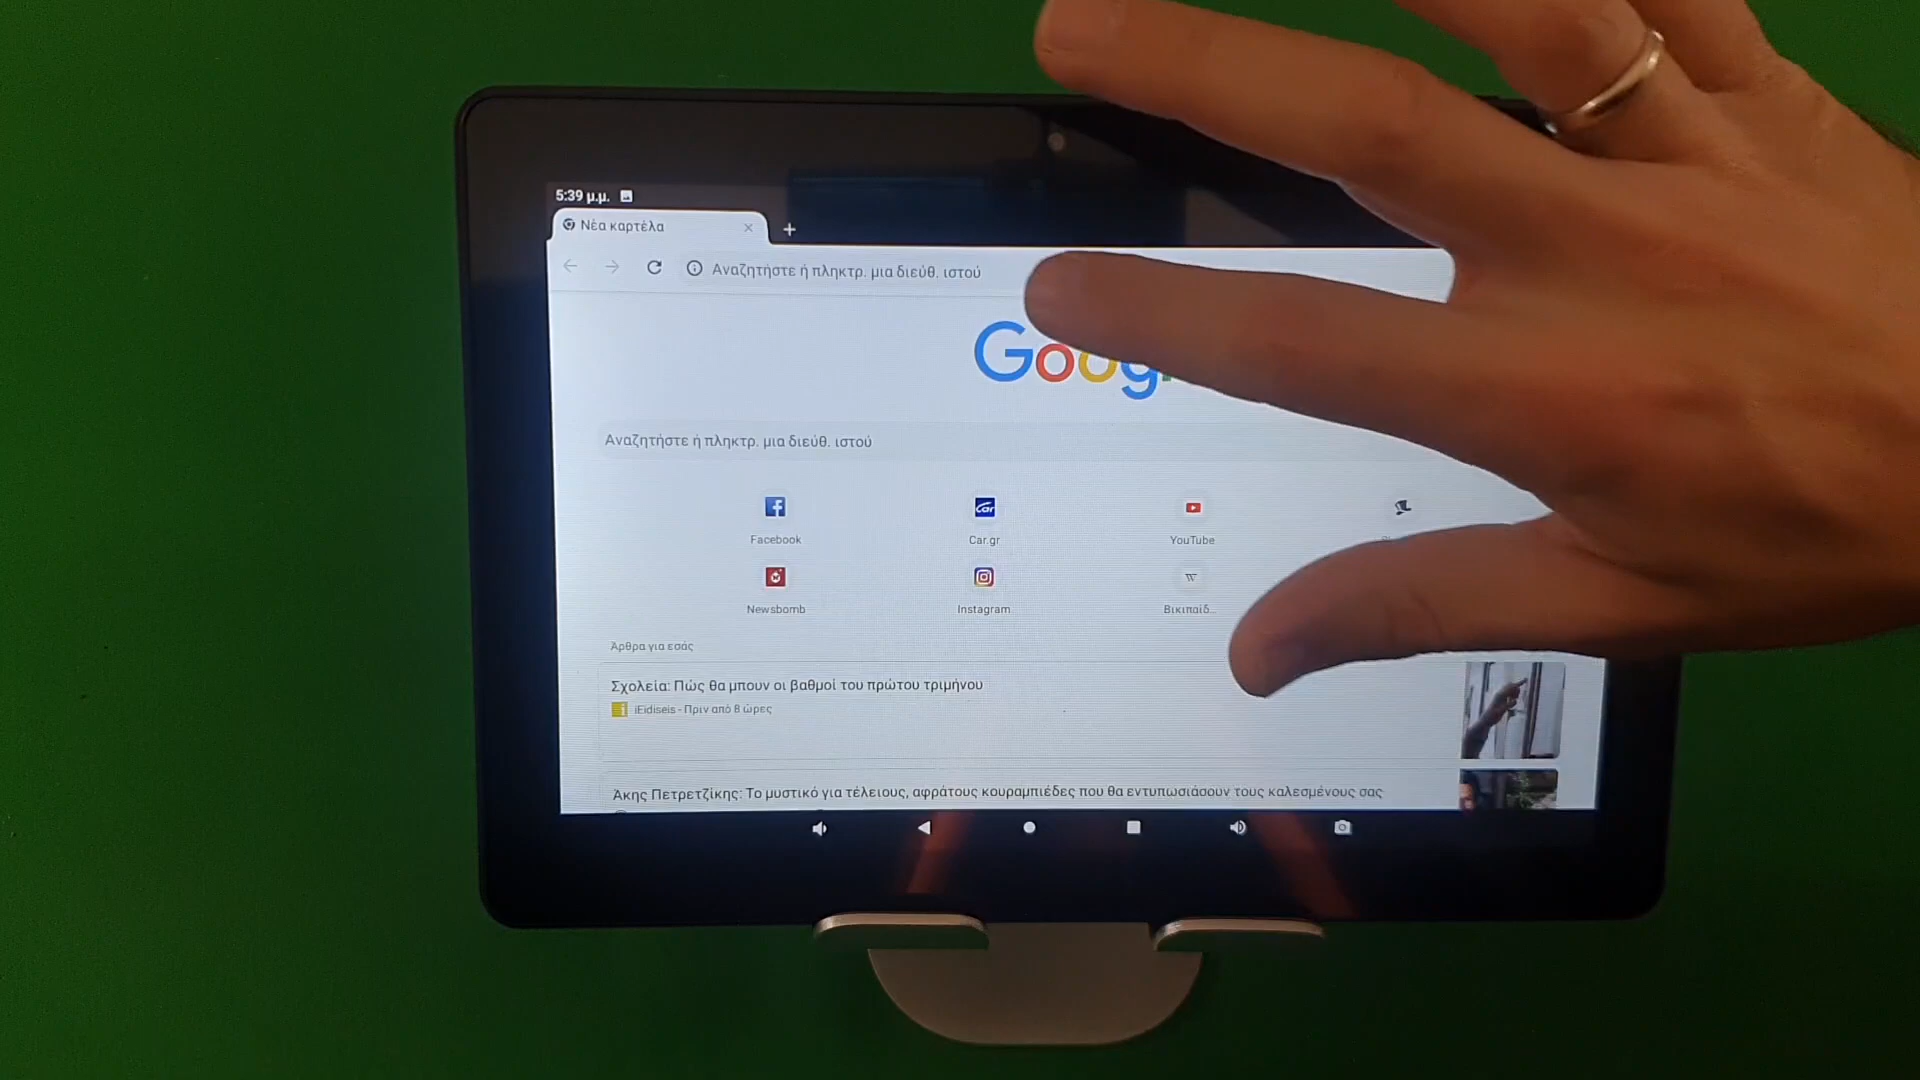 5:39 μ.μ.
Νέα καρτέλα
Αναζητήστε ή πληκτρ. μια διεύθ. ιστού
Αναζητήστε ή πληκτρ. μια διεύθ. ιστού
Facebook
Car.gr
YouTube
Newsbomb
Instagram
Βικιπαίδ...
Άρθρα για εσάς
Σχολεία: Πώς θα μπουν οι βαθμοί του πρώτου τριμήνου
iEidiseis - Πριν από 8 ώρες
Άκης Πετρετζίκης: Το μυστικό για τέλειους, αφράτους κουραμπιέδες που θα εντυπωσιάσουν τους καλεσμένους σας